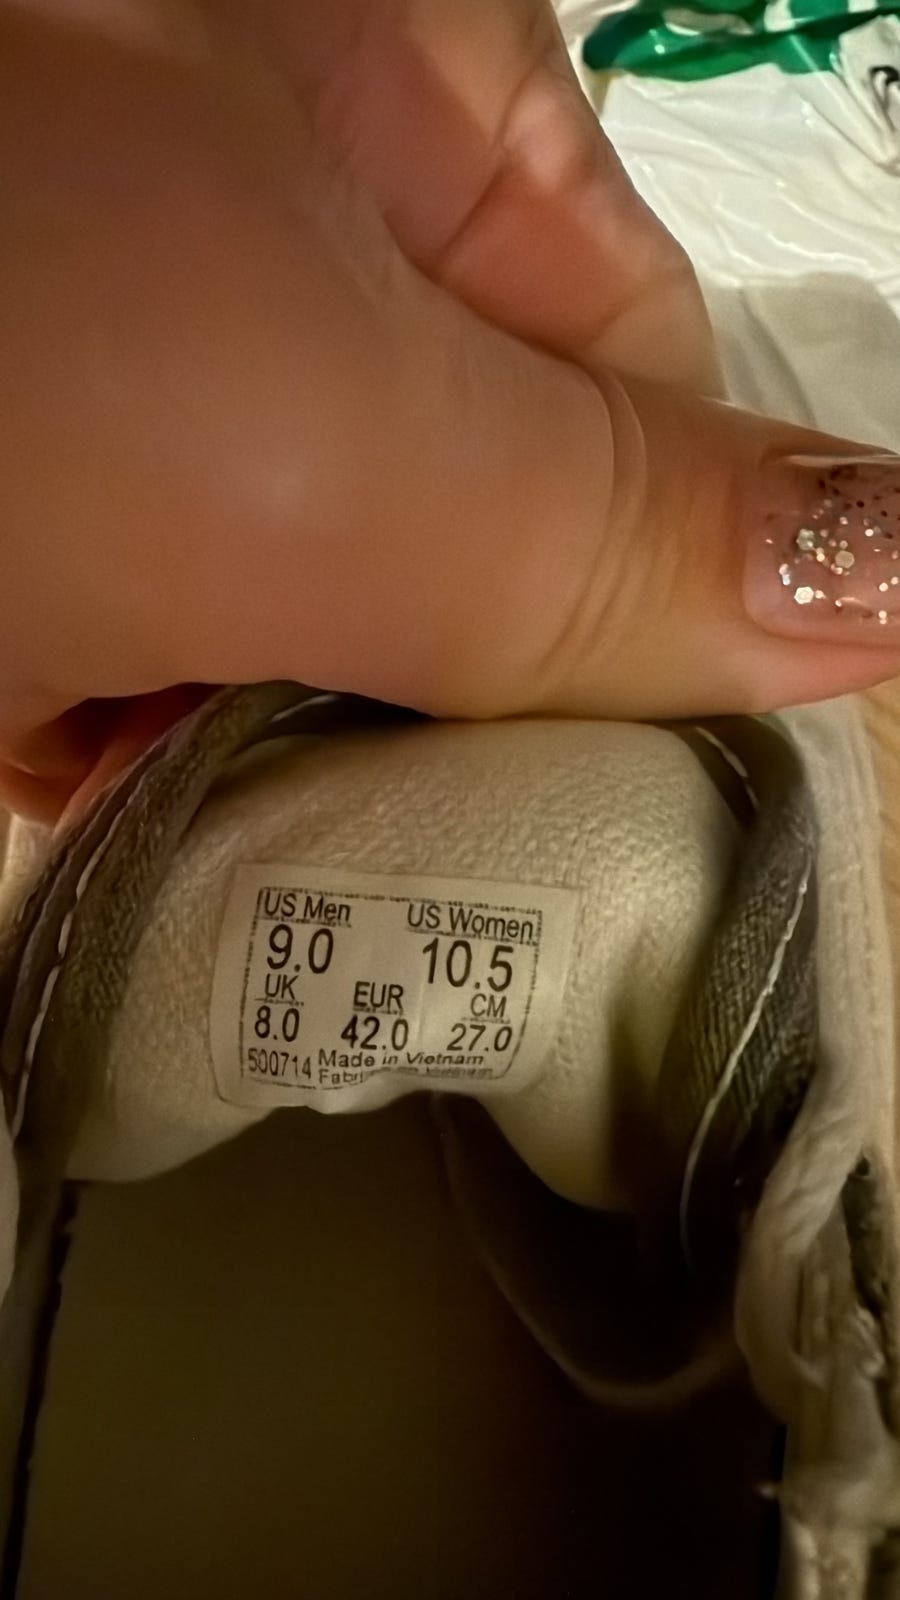 US Men US Women
9.0 10.5
UK EUR CM
8.0 42.0 27.0
500714 Made in Vietnam